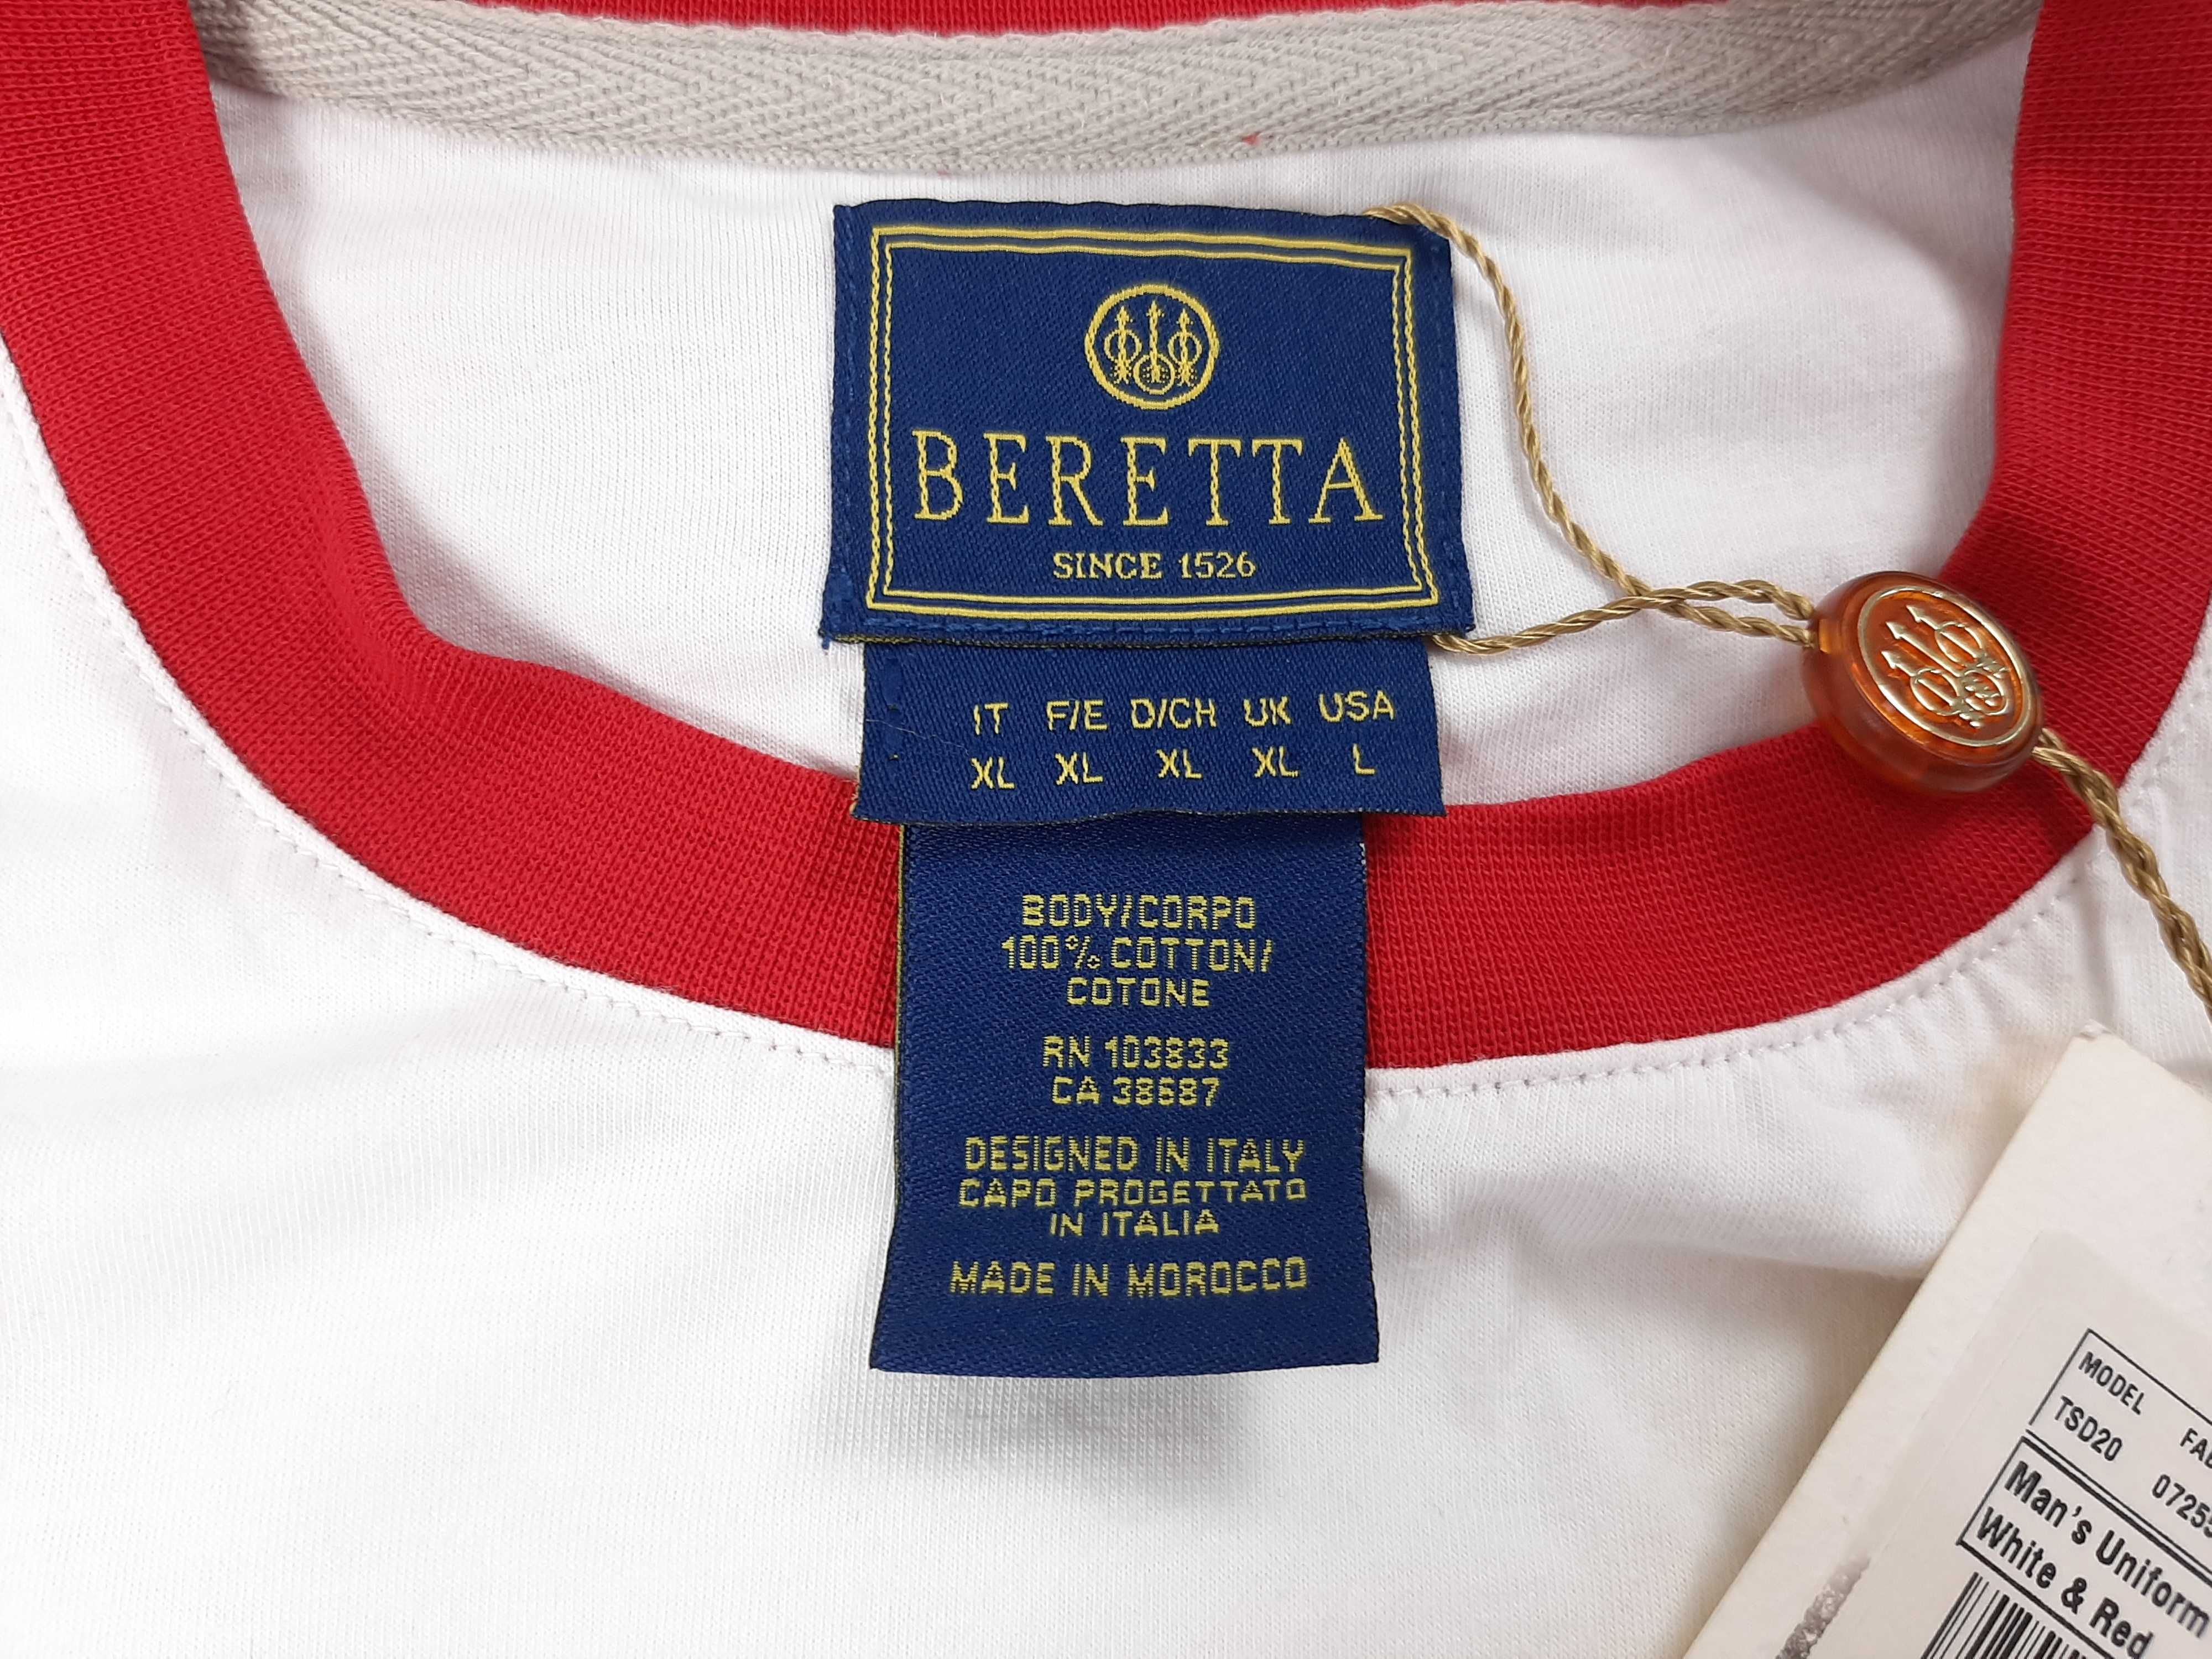 BERETTA
SINCE 1526
IT F/E D/CH UK USA
XL XL XL XL L
BODY/CORPO
100% COTTON/
COTONE
RN 103833
CA 38687
DESIGNED IN ITALY
CAPO PROGETTATO
IN ITALIA
MADE IN MOROCCO
MODEL
TSD20 0725
Man's Uniform
White & Red